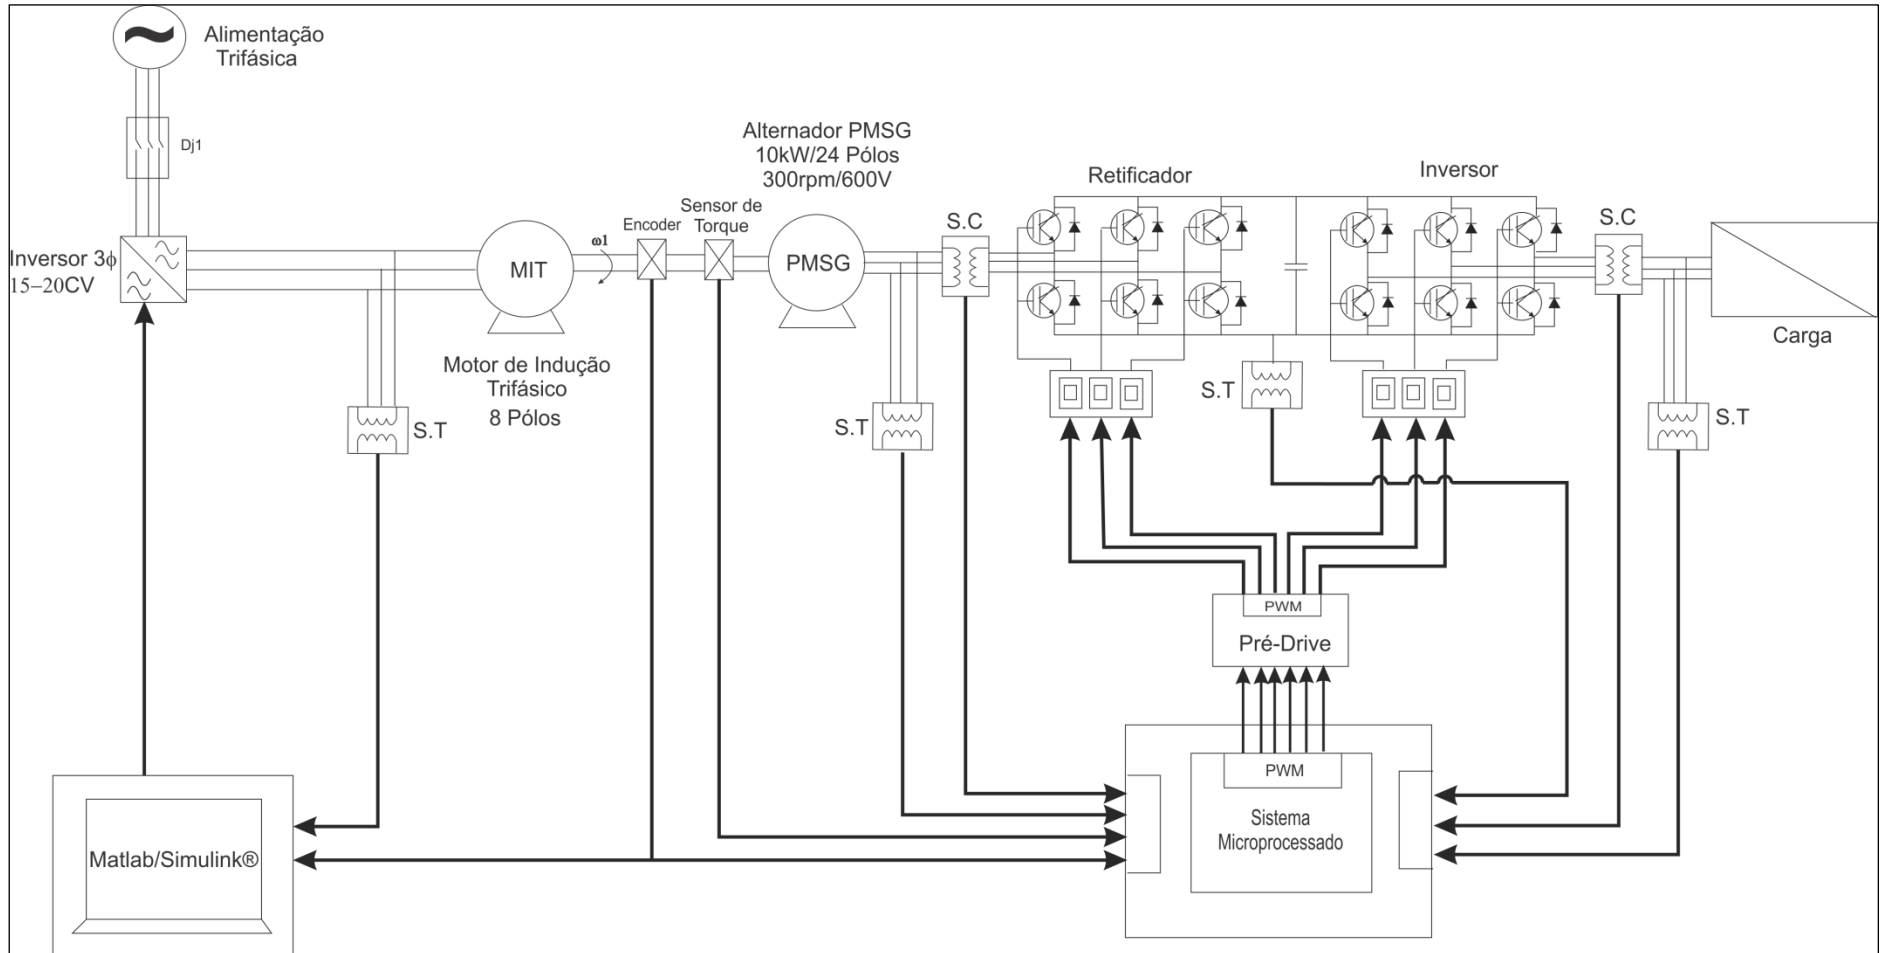 Alimentação
Trifásica
Dj1
Inversor 3ϕ
15–20CV
MIT
Motor de Indução
Trifásico
8 Pólos
ω1
Encoder
Sensor de
Torque
Alternador PMSG
10kW/24 Pólos
300rpm/600V
PMSG
S.C
Retificador
Inversor
S.C
Carga
S.T
S.T
S.T
S.T
PWM
Pré-Drive
PWM
Sistema
Microprocessado
Matlab/Simulink®